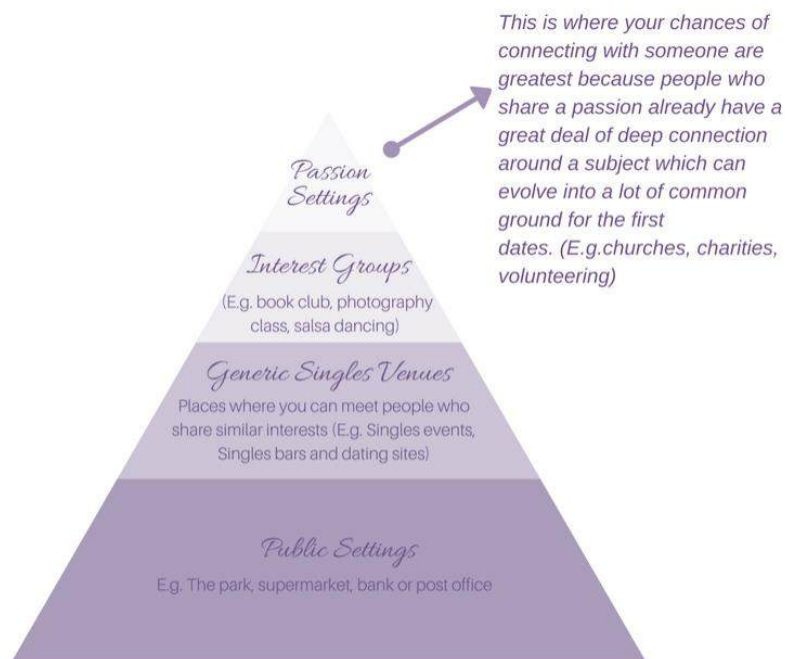 This is where your chances of
connecting with someone are
greatest because people who
share a passion already have a
great deal of deep connection
around a subject which can
evolve into a lot of common
ground for the first
dates. (E.g.churches, charities,
volunteering)
Passion
Settings
Interest Groups
(E.g. book club, photography
class, salsa dancing)
Generic Singles Venues
Places where you can meet people who
share similar interests (E.g. Singles events,
Singles bars and dating sites)
Public Settings
E.g. The park, supermarket, bank or post office